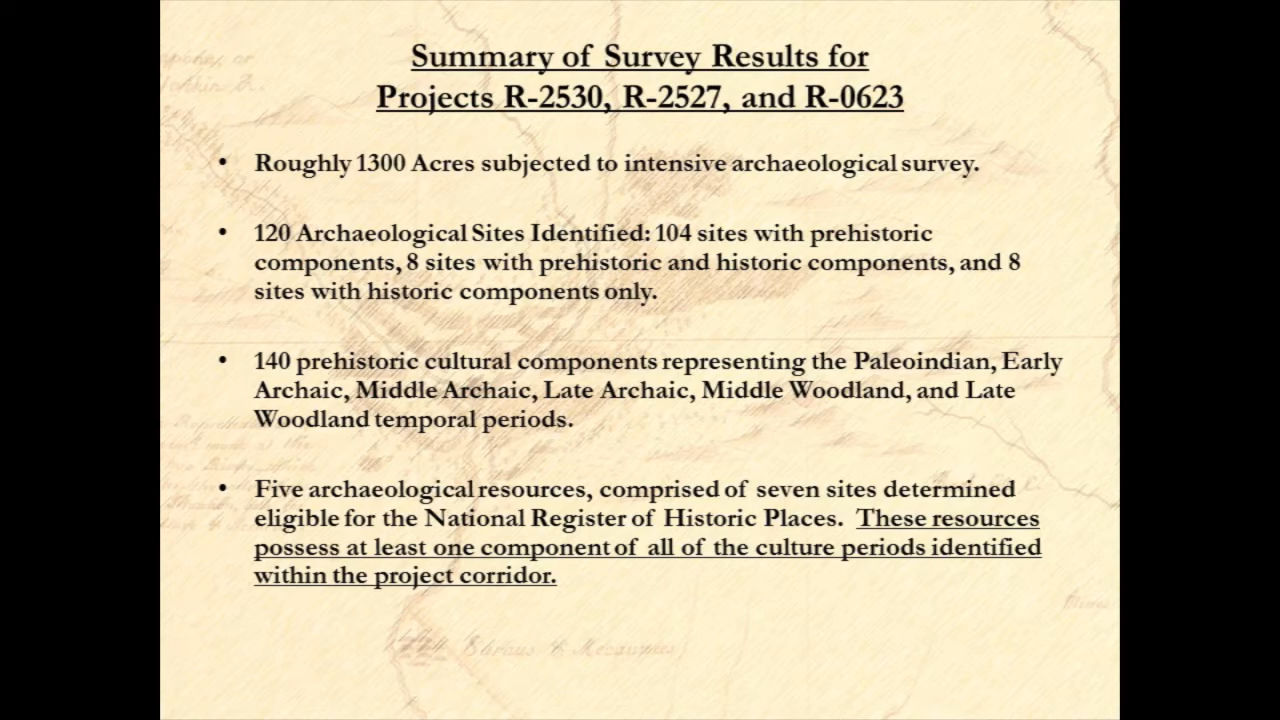 Summary of Survey Results for
Projects R-2530, R-2527, and R-0623
• Roughly 1300 Acres subjected to intensive archaeological survey.
• 120 Archaeological Sites Identified: 104 sites with prehistoric
components, 8 sites with prehistoric and historic components, and 8
sites with historic components only.
• 140 prehistoric cultural components representing the Paleoindian, Early
Archaic, Middle Archaic, Late Archaic, Middle Woodland, and Late
Woodland temporal periods.
• Five archaeological resources, comprised of seven sites determined
eligible for the National Register of Historic Places. These resources
possess at least one component of all of the culture periods identified
within the project corridor.